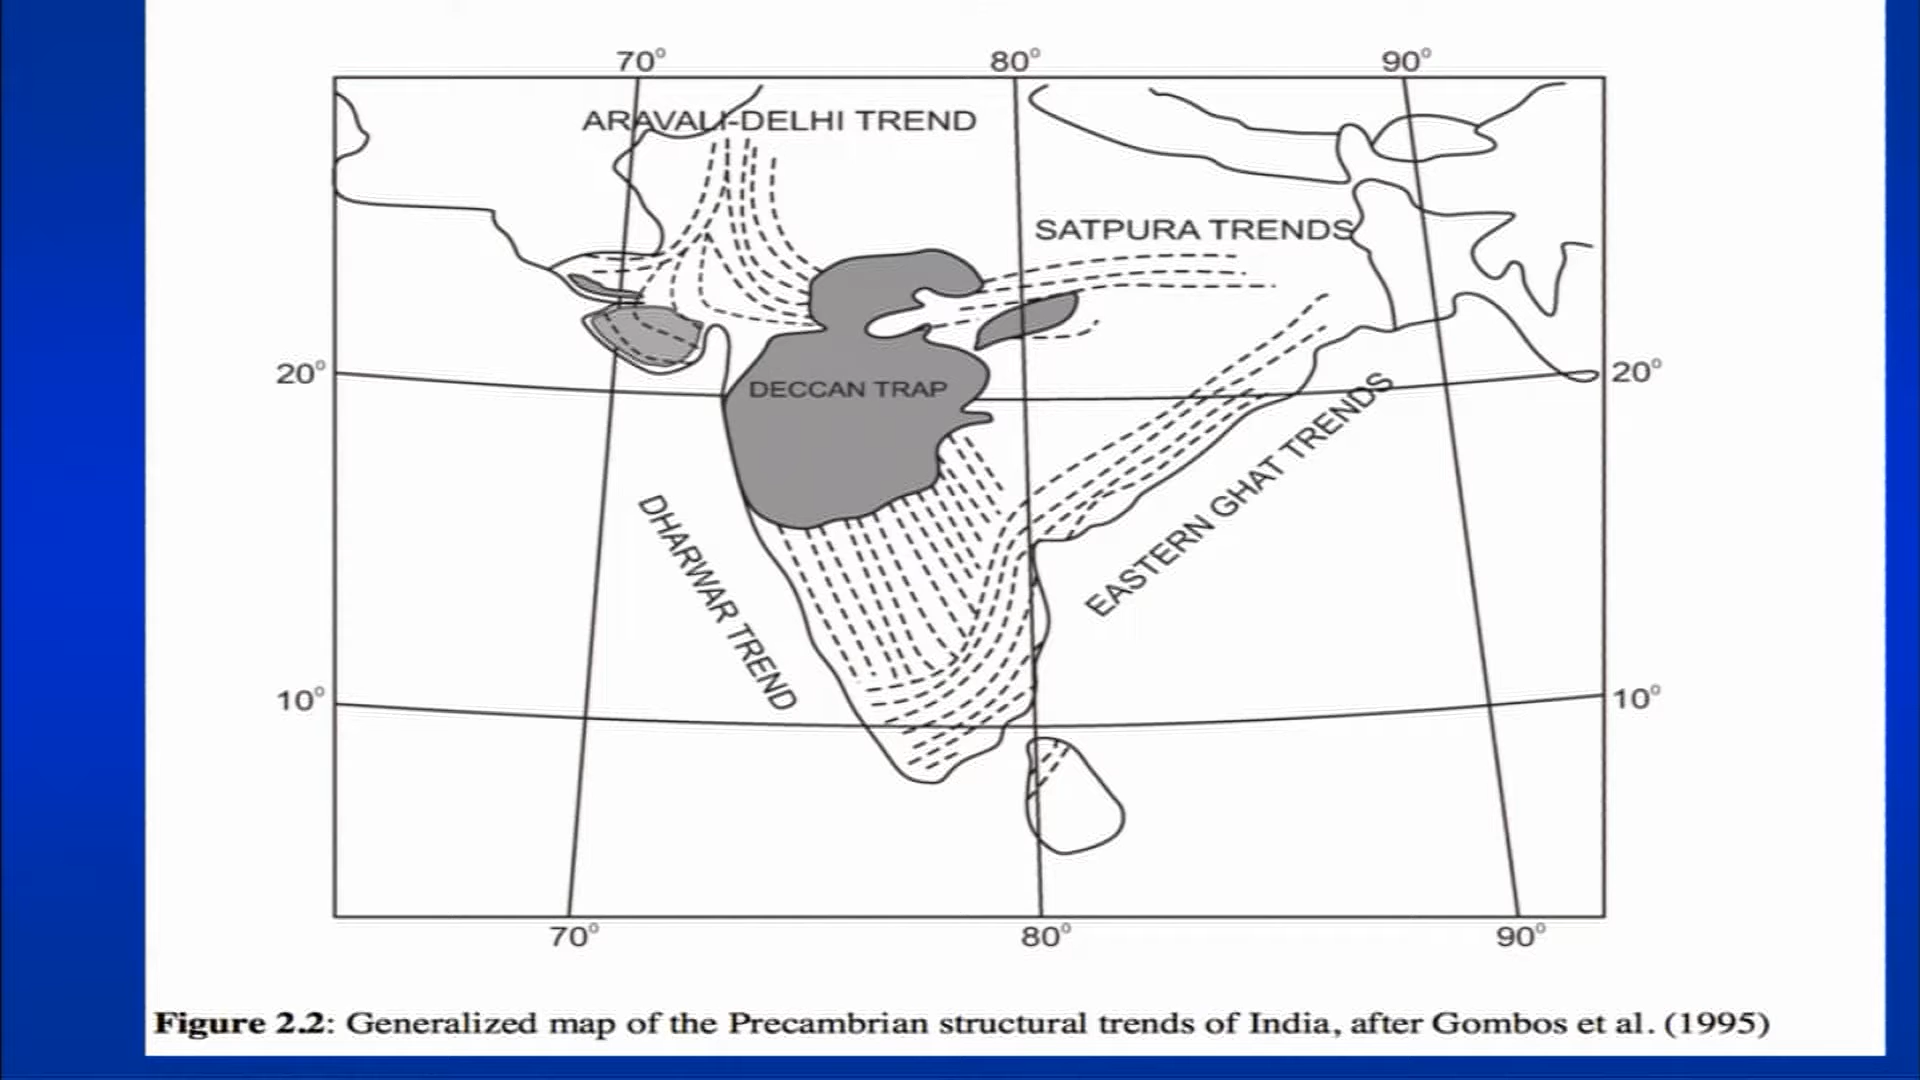 70° 80° 90°
ARAVALI-DELHI TREND
SATPURA TRENDS
20° 20°
DECCAN TRAP
EASTERN GHAT TRENDS
DHARWAR TREND
10° 10°
70° 80° 90°
Figure 2.2: Generalized map of the Precambrian structural trends of India, after Gombos et al. (1995)